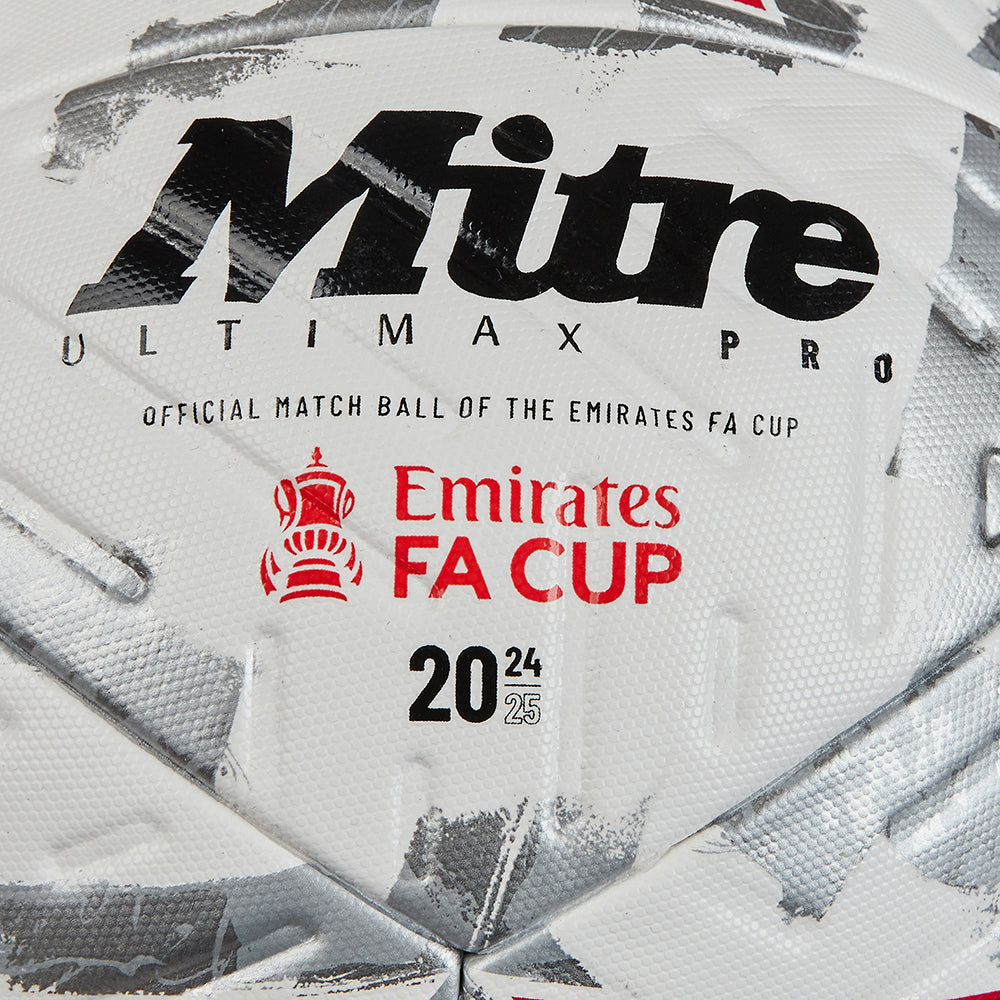 Mitre
ULTIMAX PRO
OFFICIAL MATCH BALL OF THE EMIRATES FA CUP
Emirates
FA CUP
20 24
25